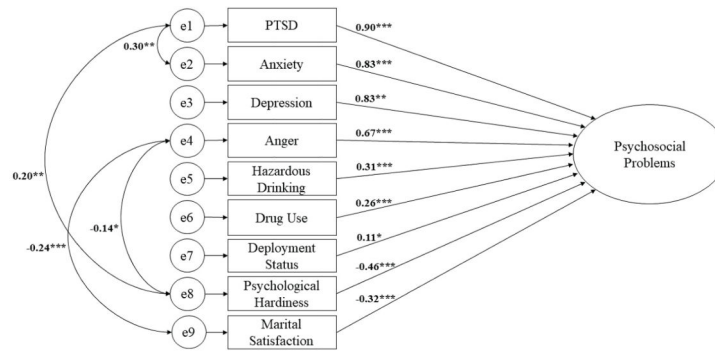 e1
PTSD
0.90***
0.30**
e2
Anxiety
0.83***
e3
Depression
0.83**
e4
Anger
0.67***
Psychosocial
Problems
e5
Hazardous
Drinking
0.31***
0.20**
e6
Drug Use
0.26***
-0.14*
-0.24***
e7
Deployment
Status
0.11*
e8
Psychological
Hardiness
-0.46***
e9
Marital
Satisfaction
-0.32***